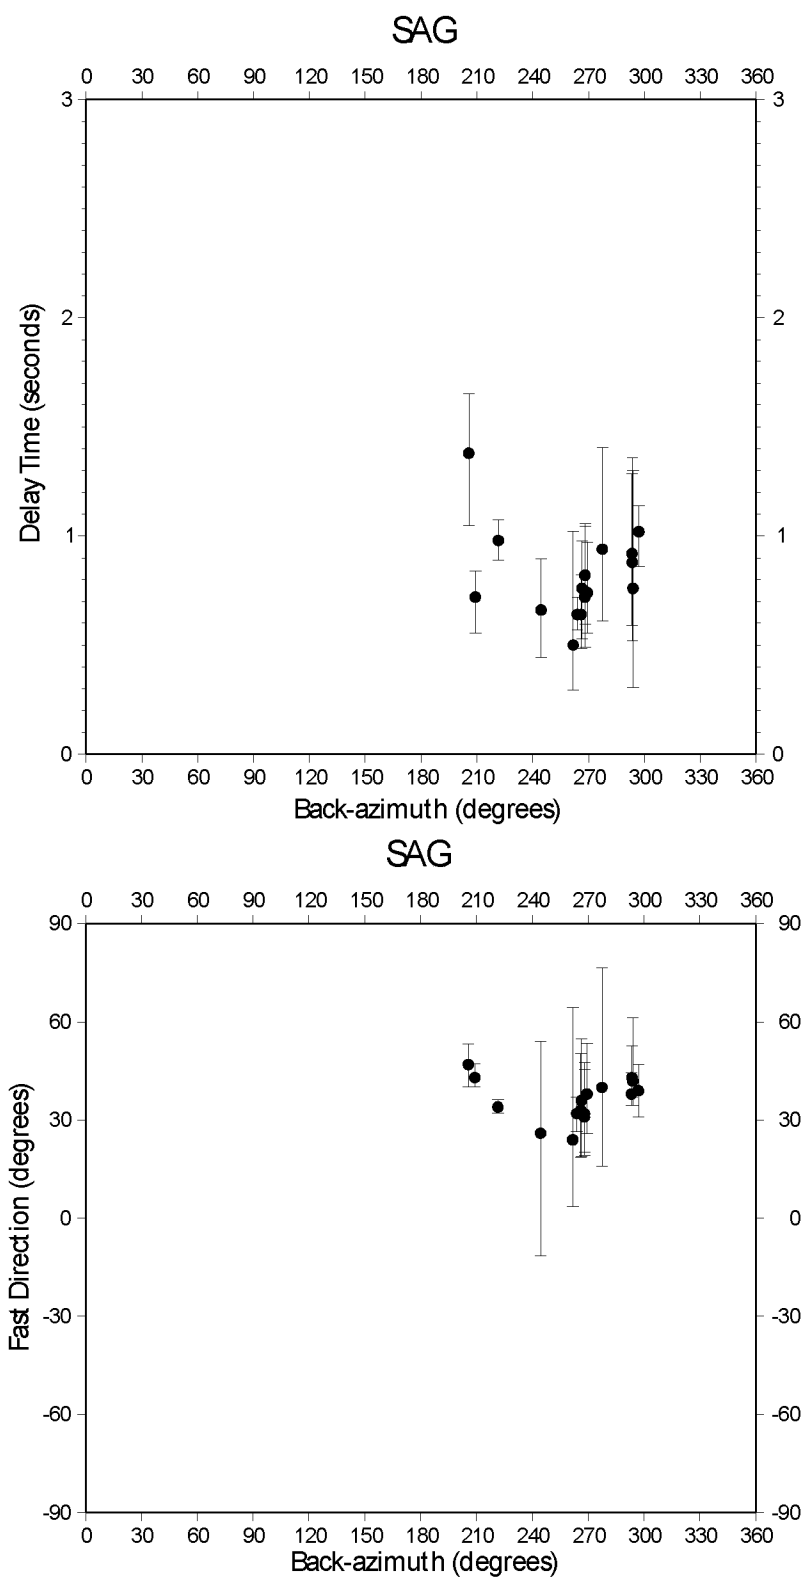 SAG
0 30 60 90 120 150 180 210 240 270 300 330 360
3 3
2 2
Delay Time (seconds)
1 1
0 0
0 30 60 90 120 150 180 210 240 270 300 330 360
Back-azimuth (degrees)
SAG
0 30 60 90 120 150 180 210 240 270 300 330 360
90 90
60 60
30 30
0 0
Fast Direction (degrees)
-30 -30
-60 -60
-90 -90
0 30 60 90 120 150 180 210 240 270 300 330 360
Back-azimuth (degrees)